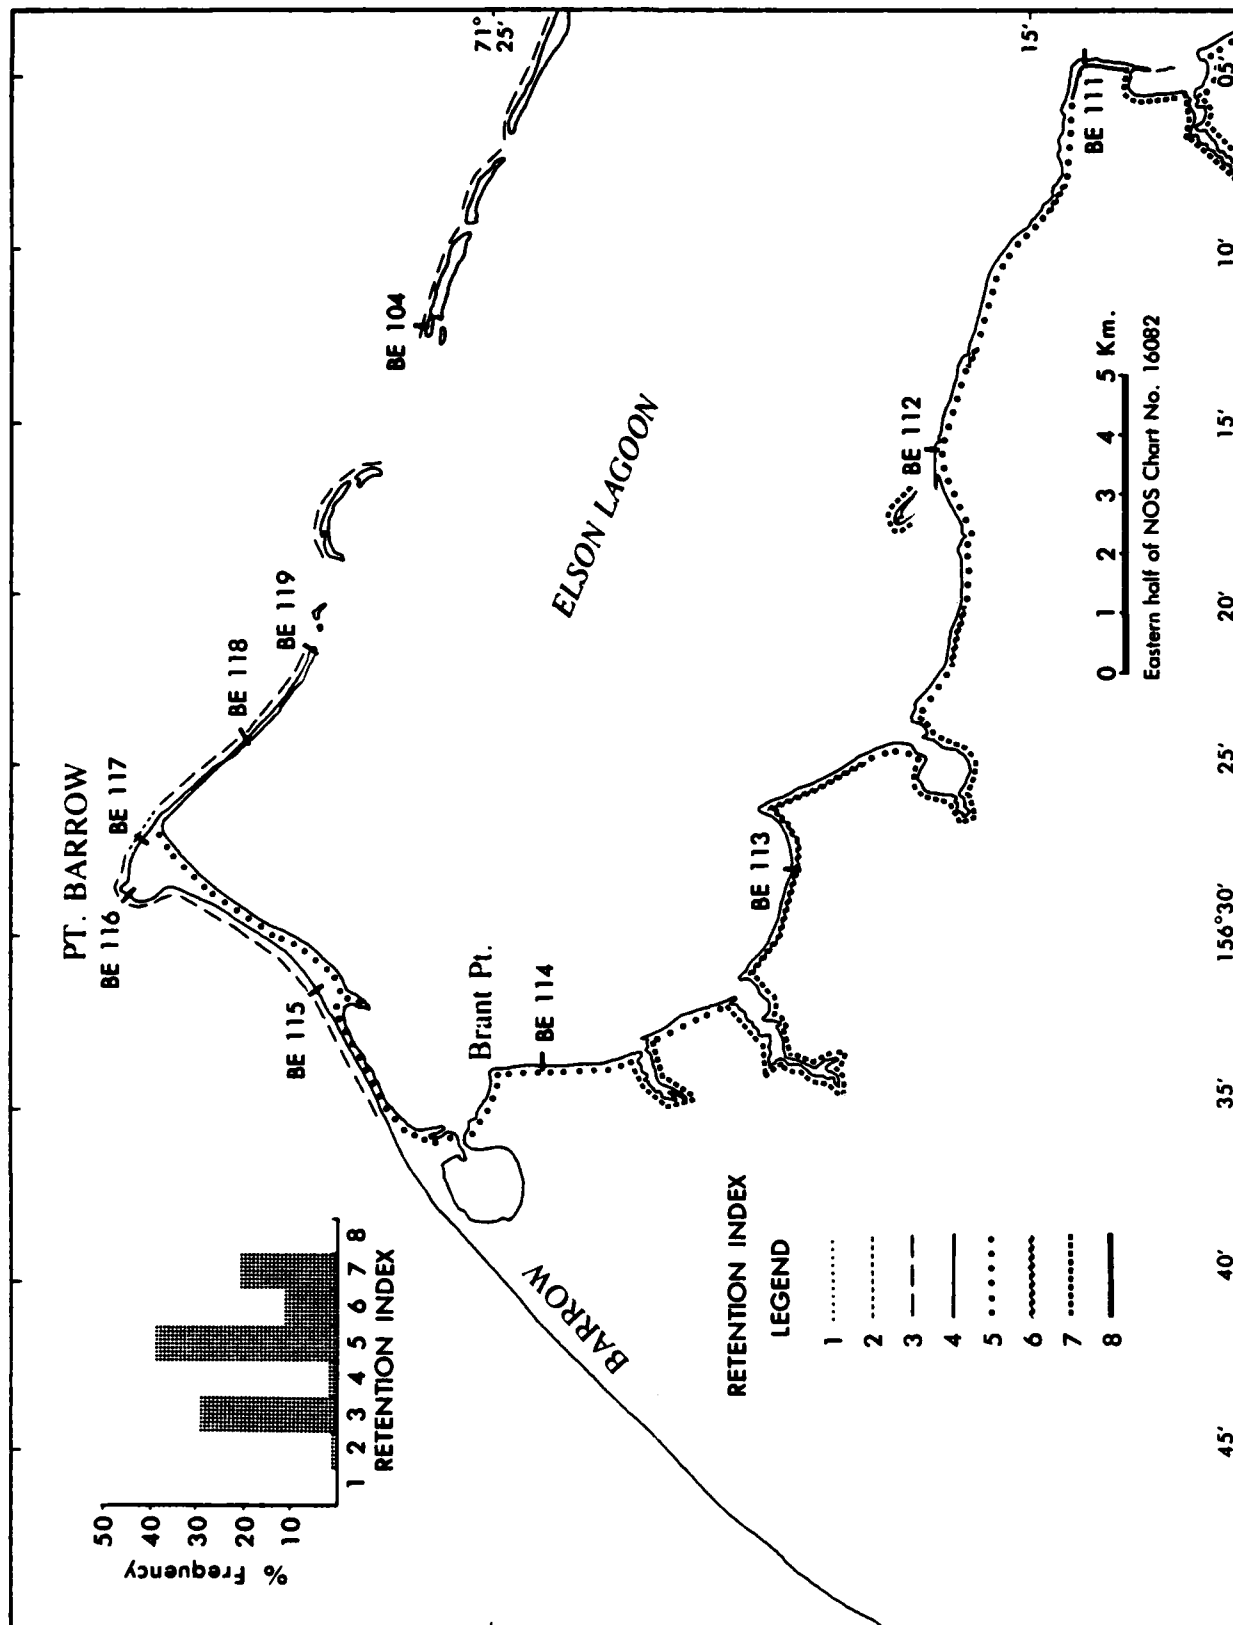 50
40
30
20
10
% Frequency
1 2 3 4 5 6 7 8
RETENTION INDEX
PT. BARROW
BE 116
BE 117
BE 118
BE 119
BE 115
BE 104
71°
25'
Brant Pt.
BE 114
ELSON LAGOON
BARROW
BE 113
BE 112
15'
BE 111
RETENTION INDEX
LEGEND
1
2
3
4
5
6
7
8
0 1 2 3 4 5 Km.
Eastern half of NOS Chart No. 16082
45' 40' 35' 156°30' 25' 20' 15' 10' 05'